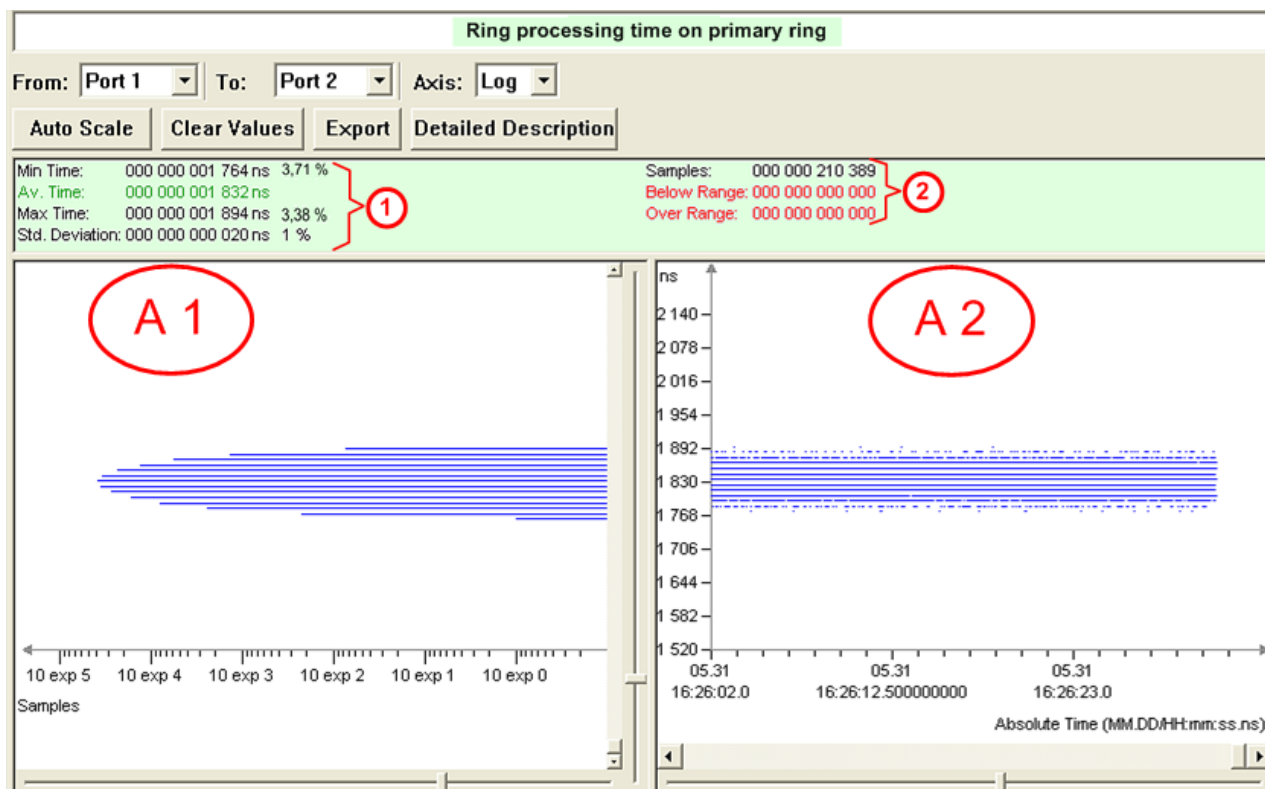 Ring processing time on primary ring
From: Port 1 To: Port 2 Axis: Log
Auto Scale Clear Values Export Detailed Description
Min Time: 000 000 001 764 ns 3,71 %
Av. Time: 000 000 001 832 ns
Max Time: 000 000 001 894 ns 3,38 %
Std. Deviation: 000 000 000 020 ns 1 %
1
Samples: 000 000 210 389
Below Range: 000 000 000 000
Over Range: 000 000 000 000
2
A 1
10 exp 5 10 exp 4 10 exp 3 10 exp 2 10 exp 1 10 exp 0
Samples
A 2
ns
2 140
2 078
2 016
1 954
1 892
1 830
1 768
1 706
1 644
1 582
1 520
05.31 05.31 05.31
16:26:02.0 16:26:12.500000000 16:26:23.0
Absolute Time (MM.DD/HH:mm:ss.ns)